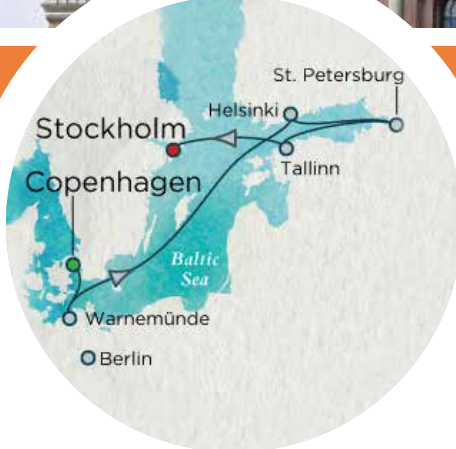 St. Petersburg
Helsinki
Stockholm
Tallinn
Copenhagen
Baltic
Sea
Warnemünde
Berlin